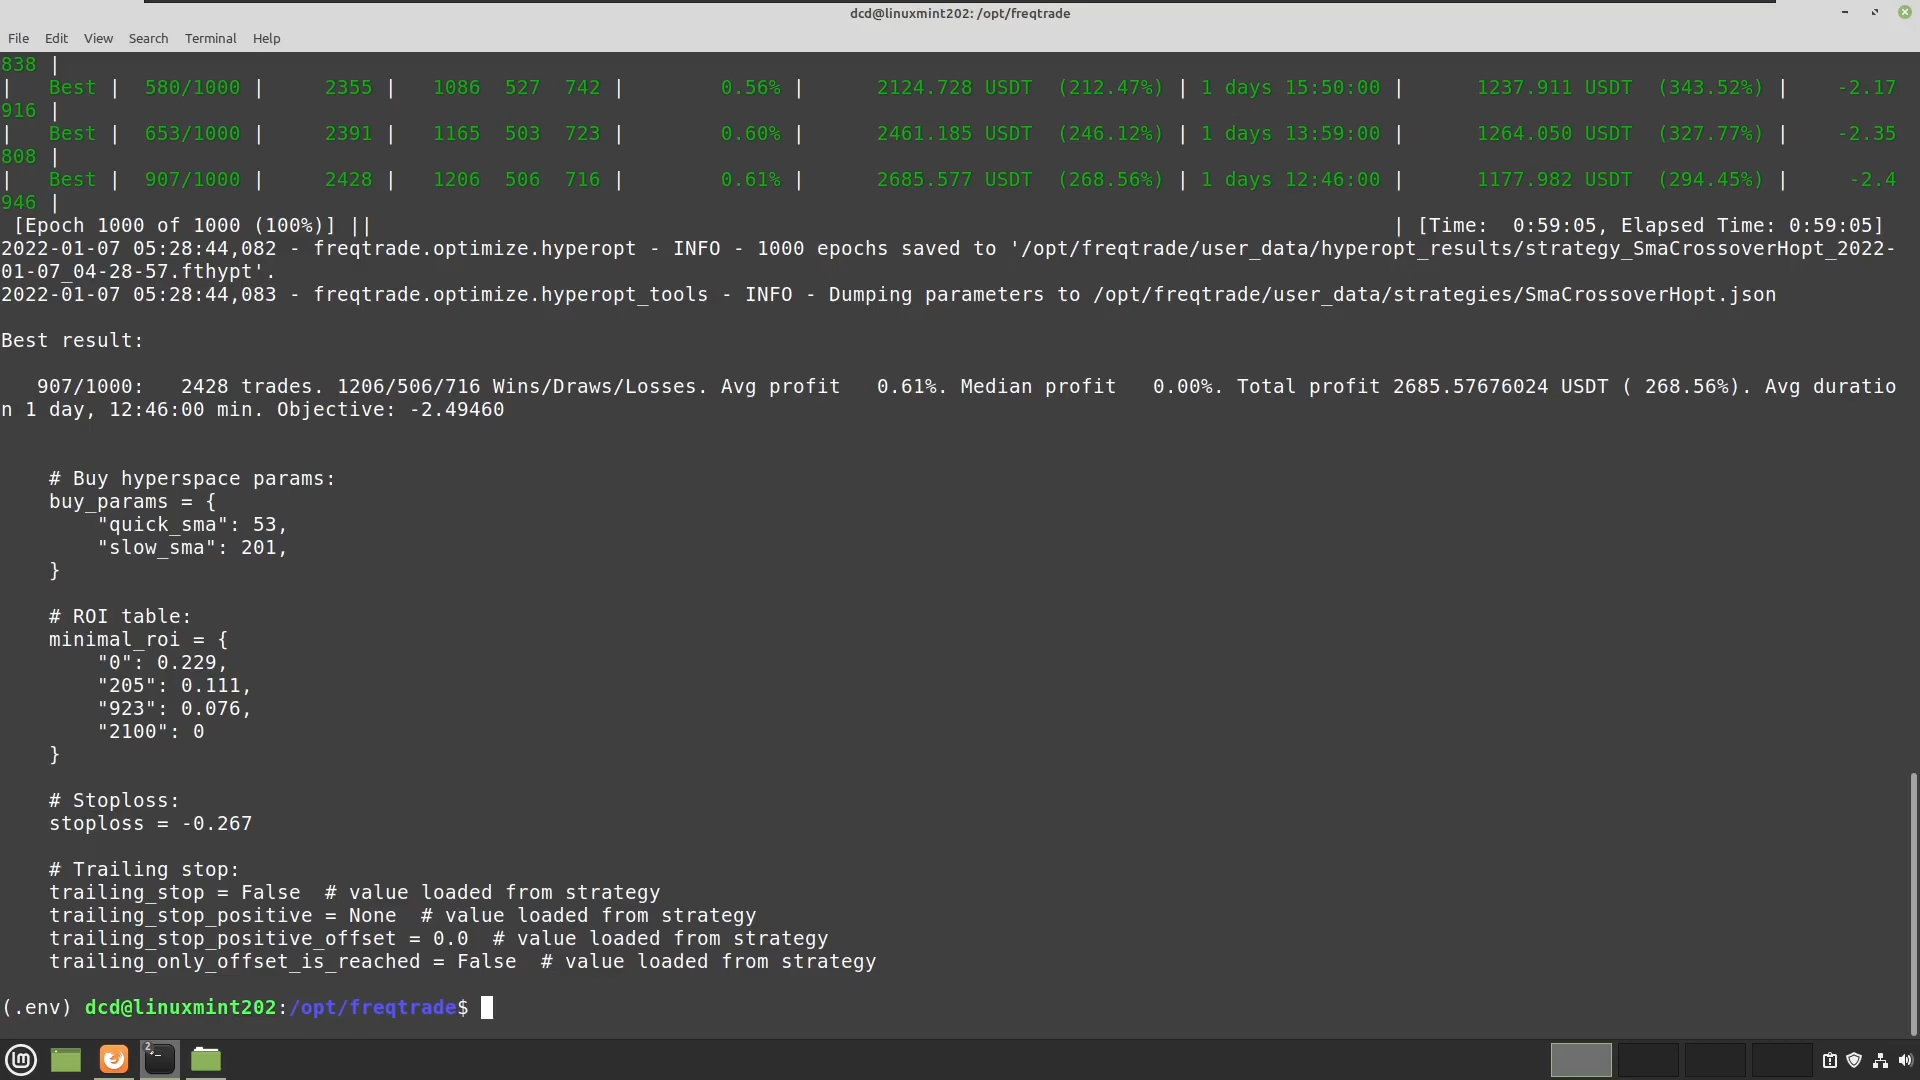 dcd@linuxmint202: /opt/freqtrade
File Edit View Search Terminal Help
838 |
| Best | 580/1000 | 2355 | 1086 527 742 | 0.56% | 2124.728 USDT (212.47%) | 1 days 15:50:00 | 1237.911 USDT (343.52%) | -2.17
916 |
| Best | 653/1000 | 2391 | 1165 503 723 | 0.60% | 2461.185 USDT (246.12%) | 1 days 13:59:00 | 1264.050 USDT (327.77%) | -2.35
808 |
| Best | 907/1000 | 2428 | 1206 506 716 | 0.61% | 2685.577 USDT (268.56%) | 1 days 12:46:00 | 1177.982 USDT (294.45%) | -2.4
946 |
[Epoch 1000 of 1000 (100%)] || | [Time: 0:59:05, Elapsed Time: 0:59:05]
2022-01-07 05:28:44,082 - freqtrade.optimize.hyperopt - INFO - 1000 epochs saved to '/opt/freqtrade/user_data/hyperopt_results/strategy_SmaCrossoverHopt_2022-
01-07_04-28-57.fthypt'.
2022-01-07 05:28:44,083 - freqtrade.optimize.hyperopt_tools - INFO - Dumping parameters to /opt/freqtrade/user_data/strategies/SmaCrossoverHopt.json
Best result:
907/1000: 2428 trades. 1206/506/716 Wins/Draws/Losses. Avg profit 0.61%. Median profit 0.00%. Total profit 2685.57676024 USDT ( 268.56%). Avg duratio
n 1 day, 12:46:00 min. Objective: -2.49460
# Buy hyperspace params:
buy_params = {
"quick_sma": 53,
"slow_sma": 201,
}
# ROI table:
minimal_roi = {
"0": 0.229,
"205": 0.111,
"923": 0.076,
"2100": 0
}
# Stoploss:
stoploss = -0.267
# Trailing stop:
trailing_stop = False # value loaded from strategy
trailing_stop_positive = None # value loaded from strategy
trailing_stop_positive_offset = 0.0 # value loaded from strategy
trailing_only_offset_is_reached = False # value loaded from strategy
(.env) dcd@linuxmint202:/opt/freqtrade$
2